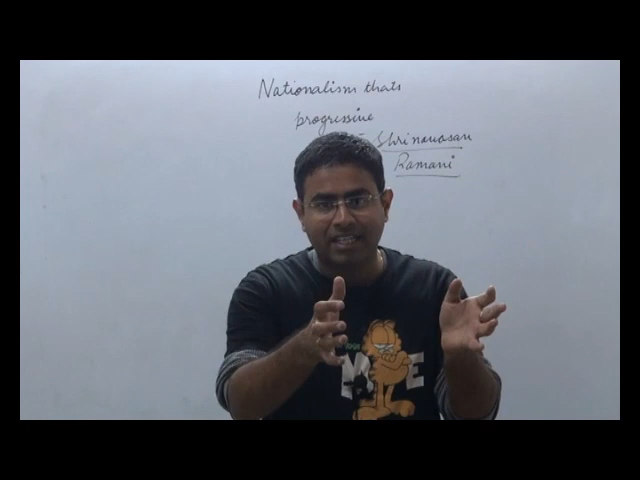 Nationalism thats
progressive
- Shrinavasan
Ramani
M E